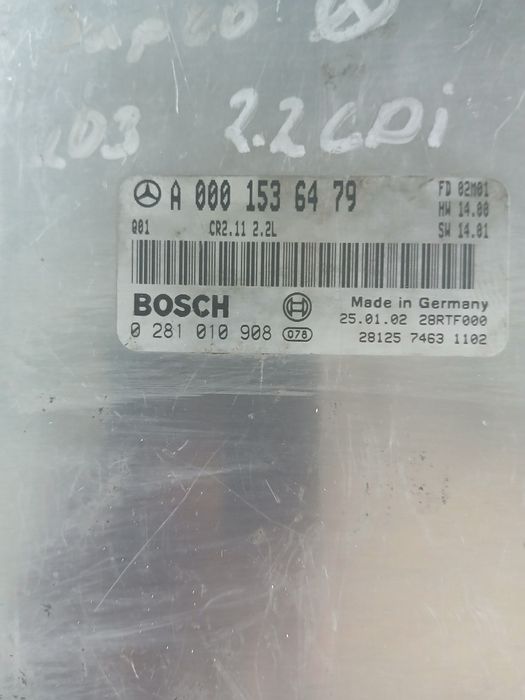 203 2.2 CDi
A 000 153 64 79
FD 02M01
HW 14.00
Q01 CR2.11 2.2L SW 14.01
BOSCH Made in Germany
25.01.02 28RTF000
0 281 010 908 078 28125 7463 1102